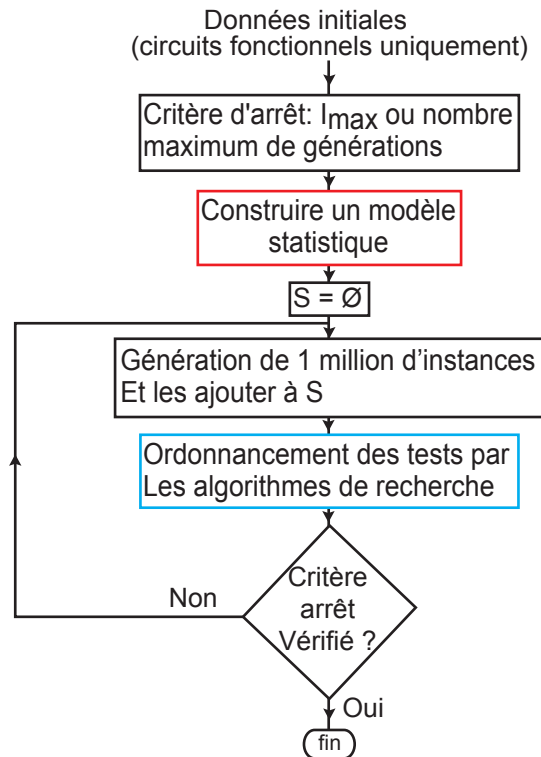 Données initiales
(circuits fonctionnels uniquement)
Critère d'arrêt: Imax ou nombre
maximum de générations
Construire un modèle
statistique
S = Ø
Génération de 1 million d’instances
Et les ajouter à S
Ordonnancement des tests par
Les algorithmes de recherche
Critère
arrêt
Vérifié ?
Non
Oui
fin